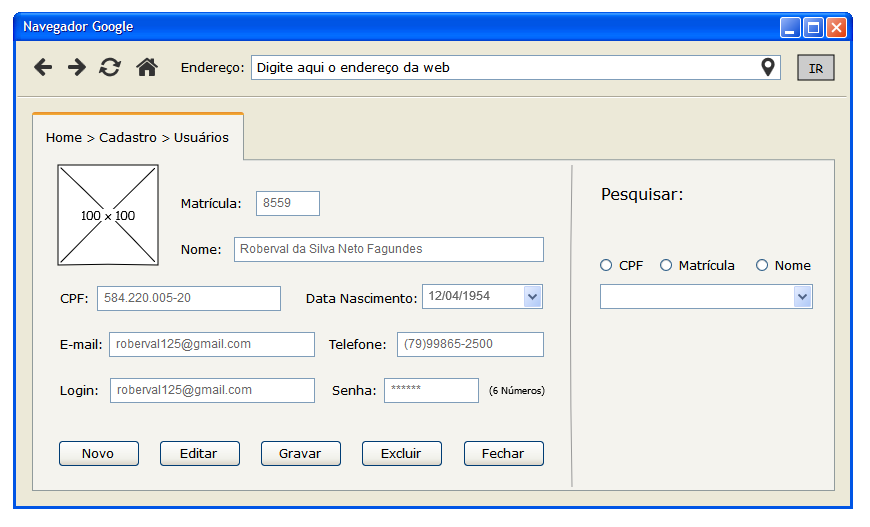 Navegador Google
Endereço: Digite aqui o endereço da web IR
Home > Cadastro > Usuários
100 x 100
Matrícula: 8559
Nome: Roberval da Silva Neto Fagundes
CPF: 584.220.005-20 Data Nascimento: 12/04/1954
E-mail: roberval125@gmail.com Telefone: (79)99865-2500
Login: roberval125@gmail.com Senha: ****** (6 Números)
Novo Editar Gravar Excluir Fechar
Pesquisar:
CPF Matrícula Nome